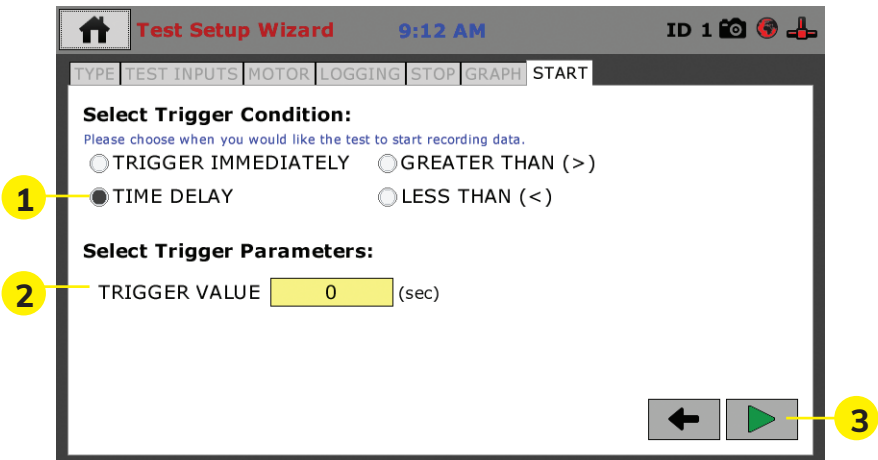 Test Setup Wizard 9:12 AM ID 1
TYPE TEST INPUTS MOTOR LOGGING STOP GRAPH START
Select Trigger Condition:
Please choose when you would like the test to start recording data.
TRIGGER IMMEDIATELY GREATER THAN (>)
1 TIME DELAY LESS THAN (<)
Select Trigger Parameters:
2 TRIGGER VALUE 0 (sec)
3